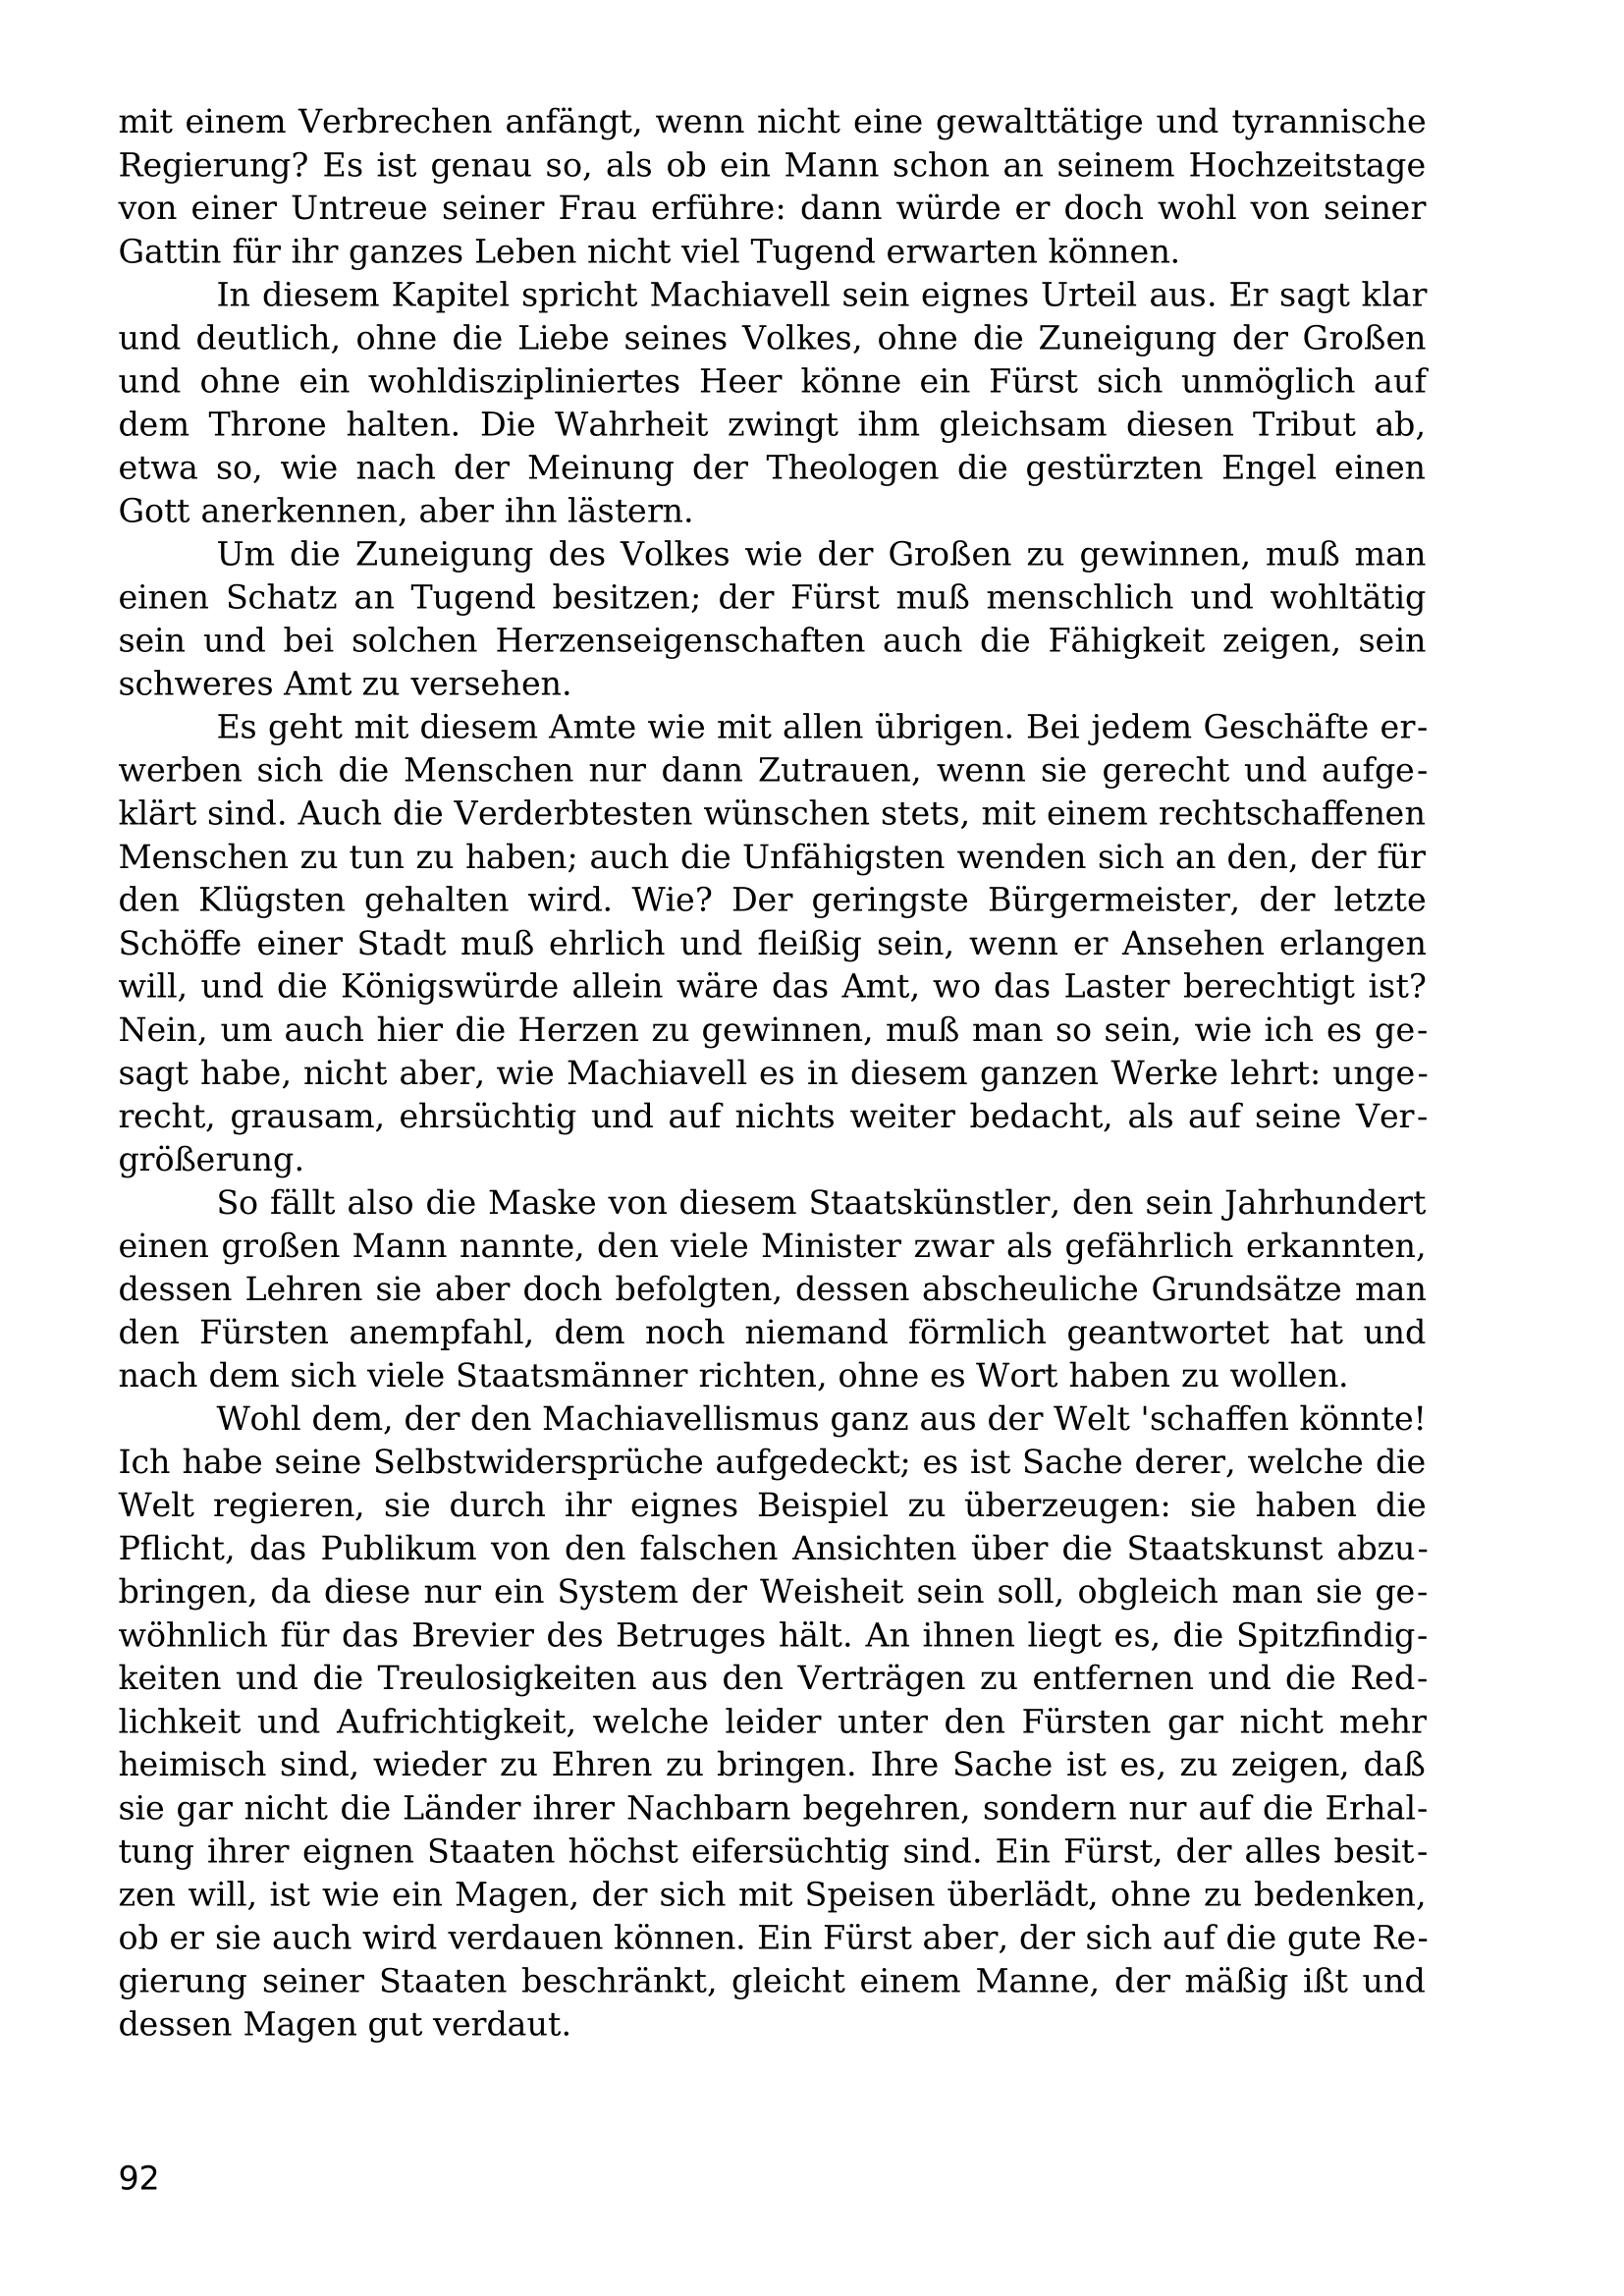 mit einem Verbrechen anfängt, wenn nicht eine gewalttätige und tyrannische
Regierung? Es ist genau so, als ob ein Mann schon an seinem Hochzeitstage
von einer Untreue seiner Frau erführe: dann würde er doch wohl von seiner
Gattin für ihr ganzes Leben nicht viel Tugend erwarten können.
In diesem Kapitel spricht Machiavell sein eignes Urteil aus. Er sagt klar
und deutlich, ohne die Liebe seines Volkes, ohne die Zuneigung der Großen
und ohne ein wohldiszipliniertes Heer könne ein Fürst sich unmöglich auf
dem Throne halten. Die Wahrheit zwingt ihm gleichsam diesen Tribut ab,
etwa so, wie nach der Meinung der Theologen die gestürzten Engel einen
Gott anerkennen, aber ihn lästern.
Um die Zuneigung des Volkes wie der Großen zu gewinnen, muß man
einen Schatz an Tugend besitzen; der Fürst muß menschlich und wohltätig
sein und bei solchen Herzenseigenschaften auch die Fähigkeit zeigen, sein
schweres Amt zu versehen.
Es geht mit diesem Amte wie mit allen übrigen. Bei jedem Geschäfte er-
werben sich die Menschen nur dann Zutrauen, wenn sie gerecht und aufge-
klärt sind. Auch die Verderbtesten wünschen stets, mit einem rechtschaffenen
Menschen zu tun zu haben; auch die Unfähigsten wenden sich an den, der für
den Klügsten gehalten wird. Wie? Der geringste Bürgermeister, der letzte
Schöffe einer Stadt muß ehrlich und fleißig sein, wenn er Ansehen erlangen
will, und die Königswürde allein wäre das Amt, wo das Laster berechtigt ist?
Nein, um auch hier die Herzen zu gewinnen, muß man so sein, wie ich es ge-
sagt habe, nicht aber, wie Machiavell es in diesem ganzen Werke lehrt: unge-
recht, grausam, ehrsüchtig und auf nichts weiter bedacht, als auf seine Ver-
größerung.
So fällt also die Maske von diesem Staatskünstler, den sein Jahrhundert
einen großen Mann nannte, den viele Minister zwar als gefährlich erkannten,
dessen Lehren sie aber doch befolgten, dessen abscheuliche Grundsätze man
den Fürsten anempfahl, dem noch niemand förmlich geantwortet hat und
nach dem sich viele Staatsmänner richten, ohne es Wort haben zu wollen.
Wohl dem, der den Machiavellismus ganz aus der Welt 'schaffen könnte!
Ich habe seine Selbstwidersprüche aufgedeckt; es ist Sache derer, welche die
Welt regieren, sie durch ihr eignes Beispiel zu überzeugen: sie haben die
Pflicht, das Publikum von den falschen Ansichten über die Staatskunst abzu-
bringen, da diese nur ein System der Weisheit sein soll, obgleich man sie ge-
wöhnlich für das Brevier des Betruges hält. An ihnen liegt es, die Spitzfindig-
keiten und die Treulosigkeiten aus den Verträgen zu entfernen und die Red-
lichkeit und Aufrichtigkeit, welche leider unter den Fürsten gar nicht mehr
heimisch sind, wieder zu Ehren zu bringen. Ihre Sache ist es, zu zeigen, daß
sie gar nicht die Länder ihrer Nachbarn begehren, sondern nur auf die Erhal-
tung ihrer eignen Staaten höchst eifersüchtig sind. Ein Fürst, der alles besit-
zen will, ist wie ein Magen, der sich mit Speisen überlädt, ohne zu bedenken,
ob er sie auch wird verdauen können. Ein Fürst aber, der sich auf die gute Re-
gierung seiner Staaten beschränkt, gleicht einem Manne, der mäßig ißt und
dessen Magen gut verdaut.
92